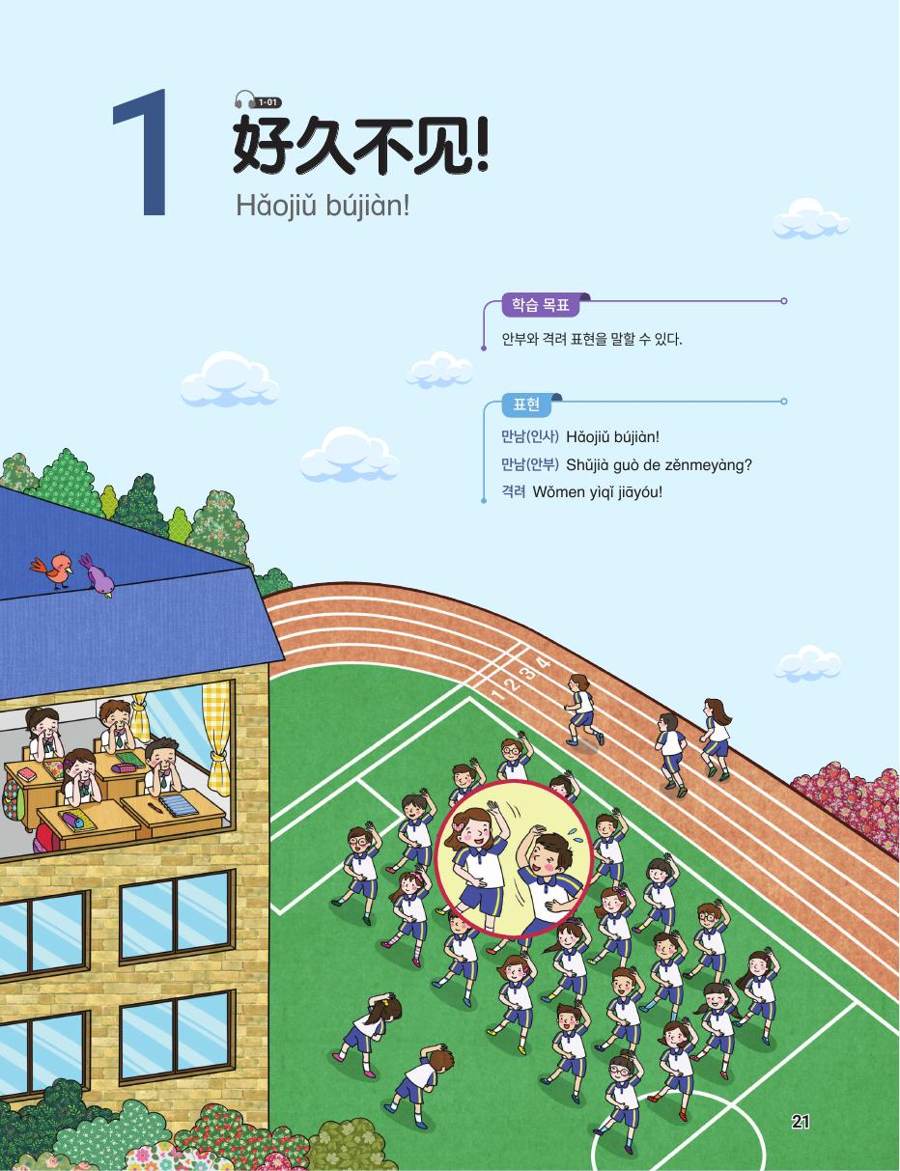 1
1-01
好久不见!
Hǎojiǔ bújiàn!
학습 목표
안부와 격려 표현을 말할 수 있다.
표현
만남(인사) Hǎojiǔ bújiàn!
만남(안부) Shǔjià guò de zěnmeyàng?
격려 Wǒmen yìqǐ jiāyóu!
1 2 3 4
21